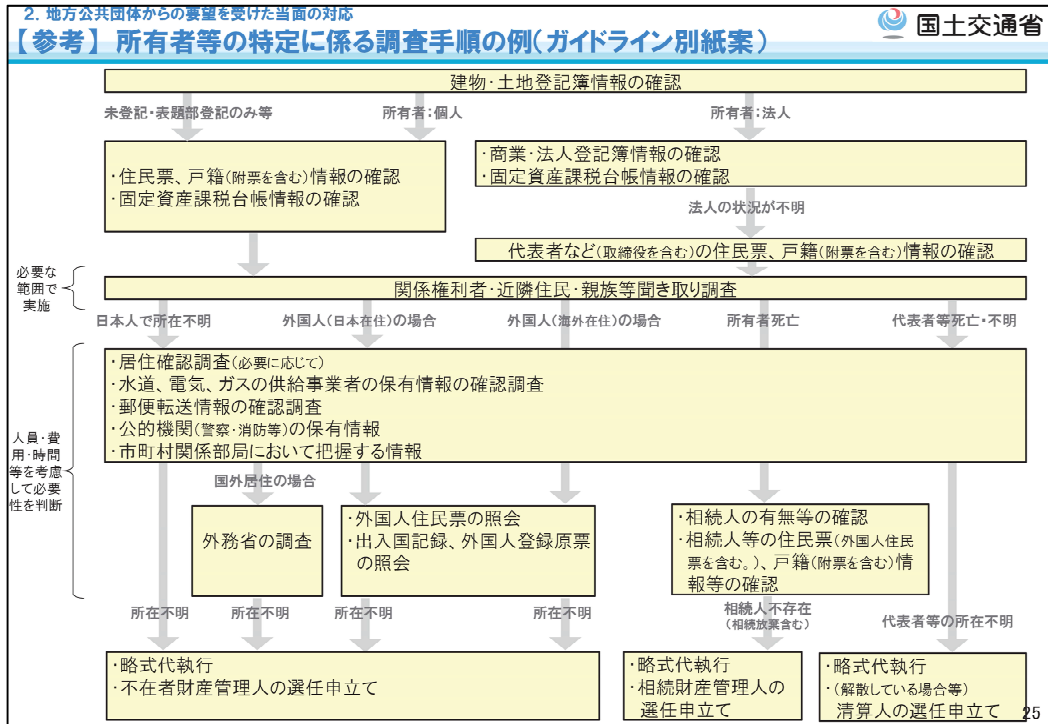 2. 地方公共団体からの要望を受けた当面の対応
【参考】 所有者等の特定に係る調査手順の例(ガイドライン別紙案)
国土交通省
建物・土地登記簿情報の確認
未登記・表題部登記のみ等
所有者:個人
所有者:法人
・住民票、戸籍(附票を含む)情報の確認
・固定資産課税台帳情報の確認
・商業・法人登記簿情報の確認
・固定資産課税台帳情報の確認
法人の状況が不明
代表者など(取締役を含む)の住民票、戸籍(附票を含む)情報の確認
必要な
範囲で
実施
関係権利者・近隣住民・親族等聞き取り調査
日本人で所在不明
外国人(日本在住)の場合
外国人(海外在住)の場合
所有者死亡
代表者等死亡・不明
・居住確認調査(必要に応じて)
・水道、電気、ガスの供給事業者の保有情報の確認調査
・郵便転送情報の確認調査
・公的機関(警察・消防等)の保有情報
・市町村関係部局において把握する情報
人員・費
用・時間
等を考慮
して必要
性を判断
国外居住の場合
外務省の調査
・外国人住民票の照会
・出入国記録、外国人登録原票
の照会
・相続人の有無等の確認
・相続人等の住民票(外国人住民
票を含む。)、戸籍(附票を含む)情
報等の確認
所在不明
所在不明
所在不明
所在不明
相続人不存在
(相続放棄含む)
代表者等の所在不明
・略式代執行
・不在者財産管理人の選任申立て
・略式代執行
・相続財産管理人の
選任申立て
・略式代執行
・(解散している場合等)
清算人の選任申立て
25